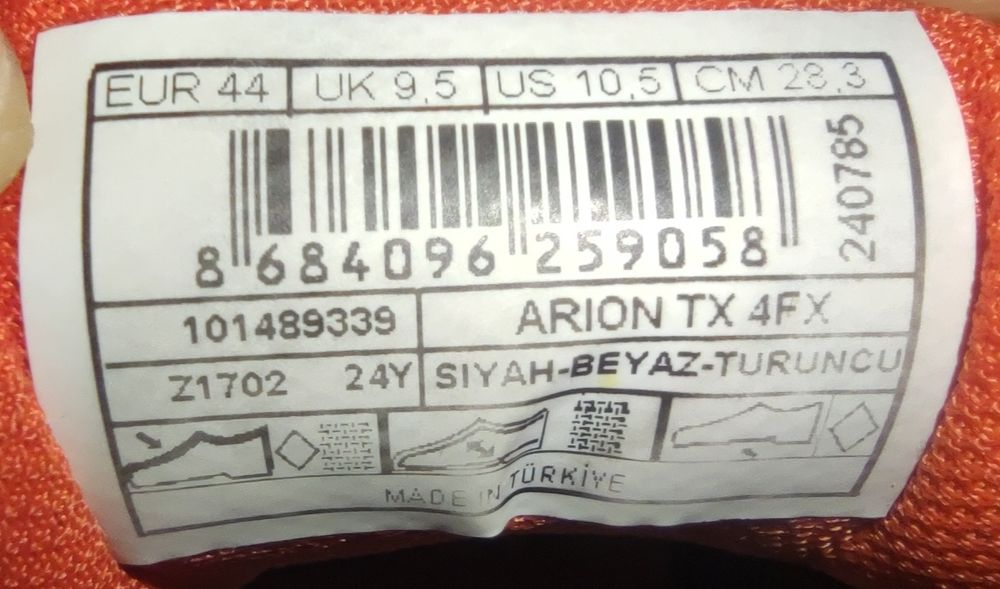 EUR 44 UK 9,5 US 10,5 CM 28,3
240785
8 684096 259058
101489339 ARION TX 4FX
Z1702 24Y SIYAH-BEYAZ-TURUNCU
MADE IN TÜRKİYE